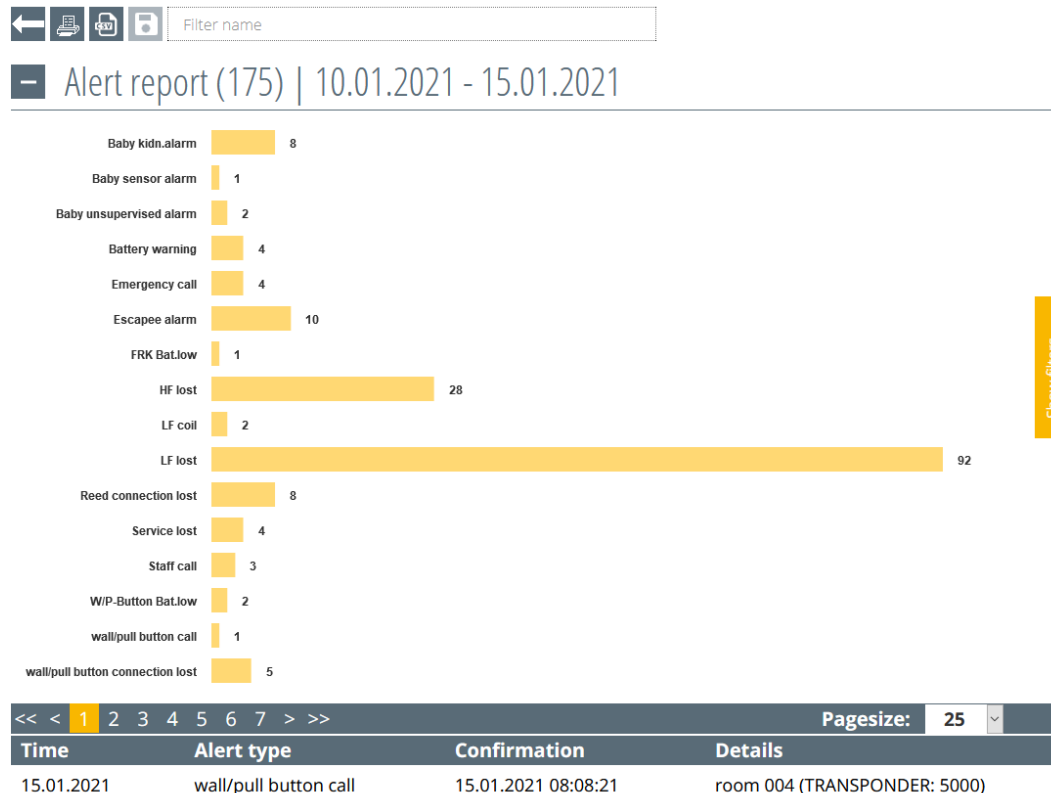 CSV Filter name
Alert report (175) | 10.01.2021 - 15.01.2021
Baby kidn.alarm 8
Baby sensor alarm 1
Baby unsupervised alarm 2
Battery warning 4
Emergency call 4
Escapee alarm 10
FRK Bat.low 1
HF lost 28
LF coil 2
LF lost 92
Reed connection lost 8
Service lost 4
Staff call 3
W/P-Button Bat.low 2
wall/pull button call 1
wall/pull button connection lost 5
<< < 1 2 3 4 5 6 7 > >> Pagesize: 25
Time Alert type Confirmation Details
15.01.2021 wall/pull button call 15.01.2021 08:08:21 room 004 (TRANSPONDER: 5000)